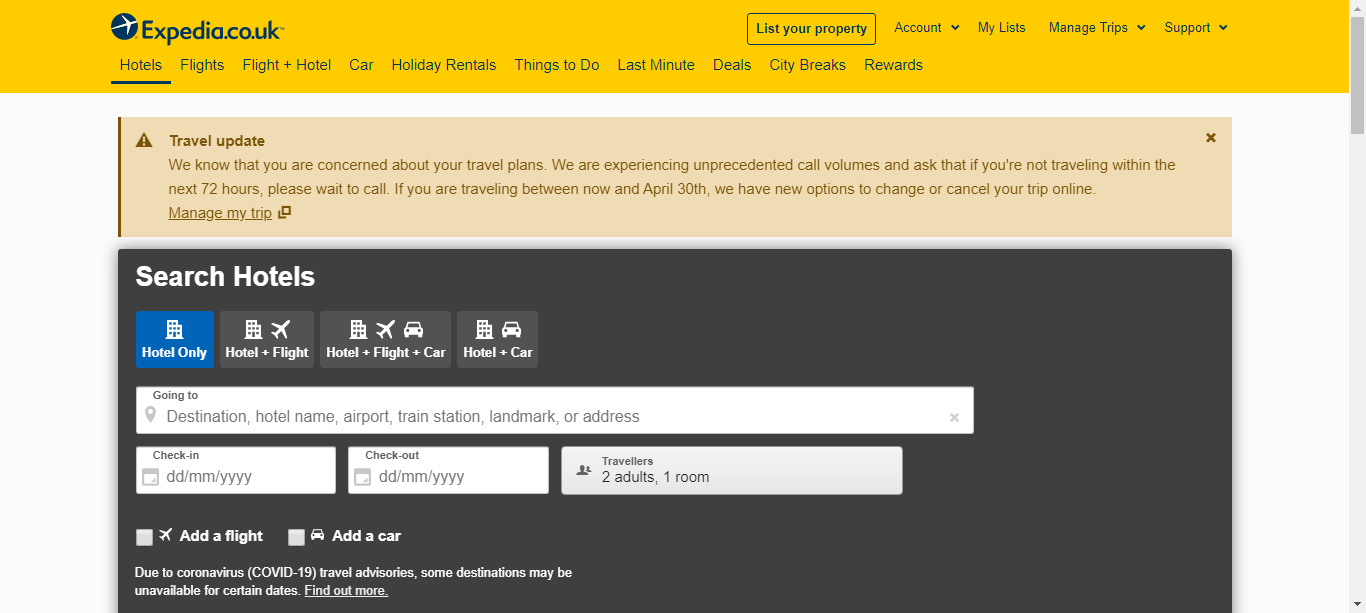 Expedia.co.uk™
List your property
Account
My Lists
Manage Trips
Support
Hotels
Flights
Flight + Hotel
Car
Holiday Rentals
Things to Do
Last Minute
Deals
City Breaks
Rewards
Travel update
We know that you are concerned about your travel plans. We are experiencing unprecedented call volumes and ask that if you're not traveling within the
next 72 hours, please wait to call. If you are traveling between now and April 30th, we have new options to change or cancel your trip online.
Manage my trip
Search Hotels
Hotel Only
Hotel + Flight
Hotel + Flight + Car
Hotel + Car
Going to
Destination, hotel name, airport, train station, landmark, or address
Check-in
dd/mm/yyyy
Check-out
dd/mm/yyyy
Travellers
2 adults, 1 room
Add a flight
Add a car
Due to coronavirus (COVID-19) travel advisories, some destinations may be
unavailable for certain dates. Find out more.